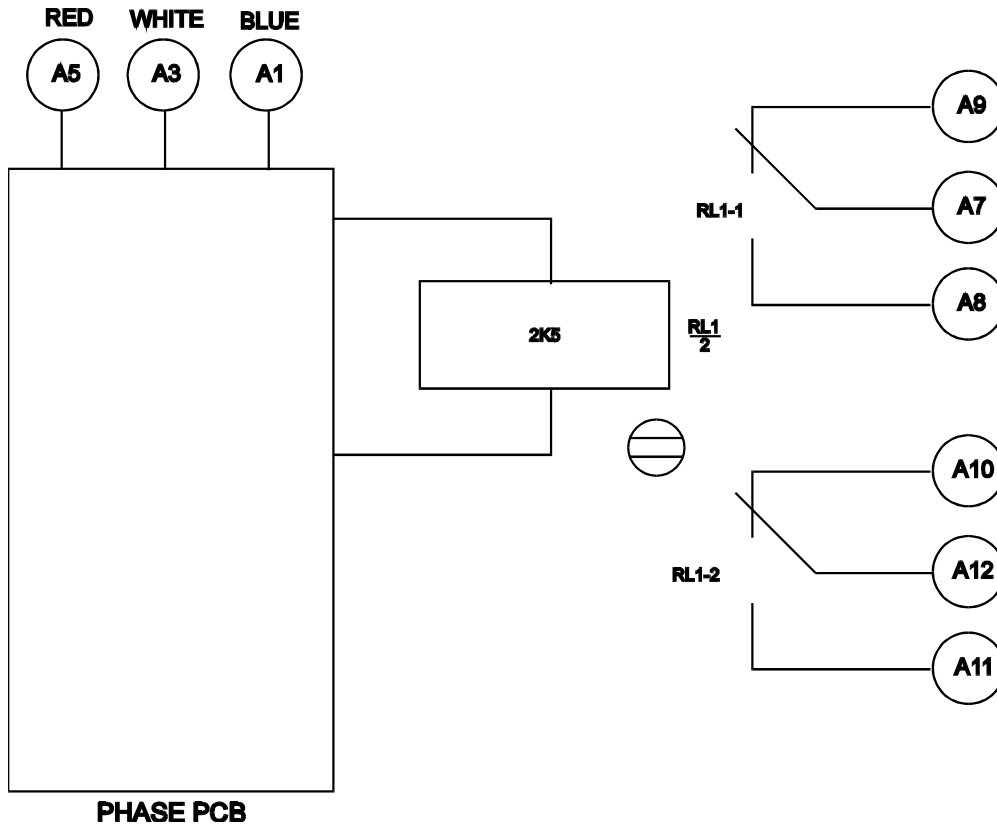 RED WHITE BLUE
A5 A3 A1
A9
RL1-1 A7
A8
2K5
RL1
2
A10
RL1-2 A12
A11
PHASE PCB